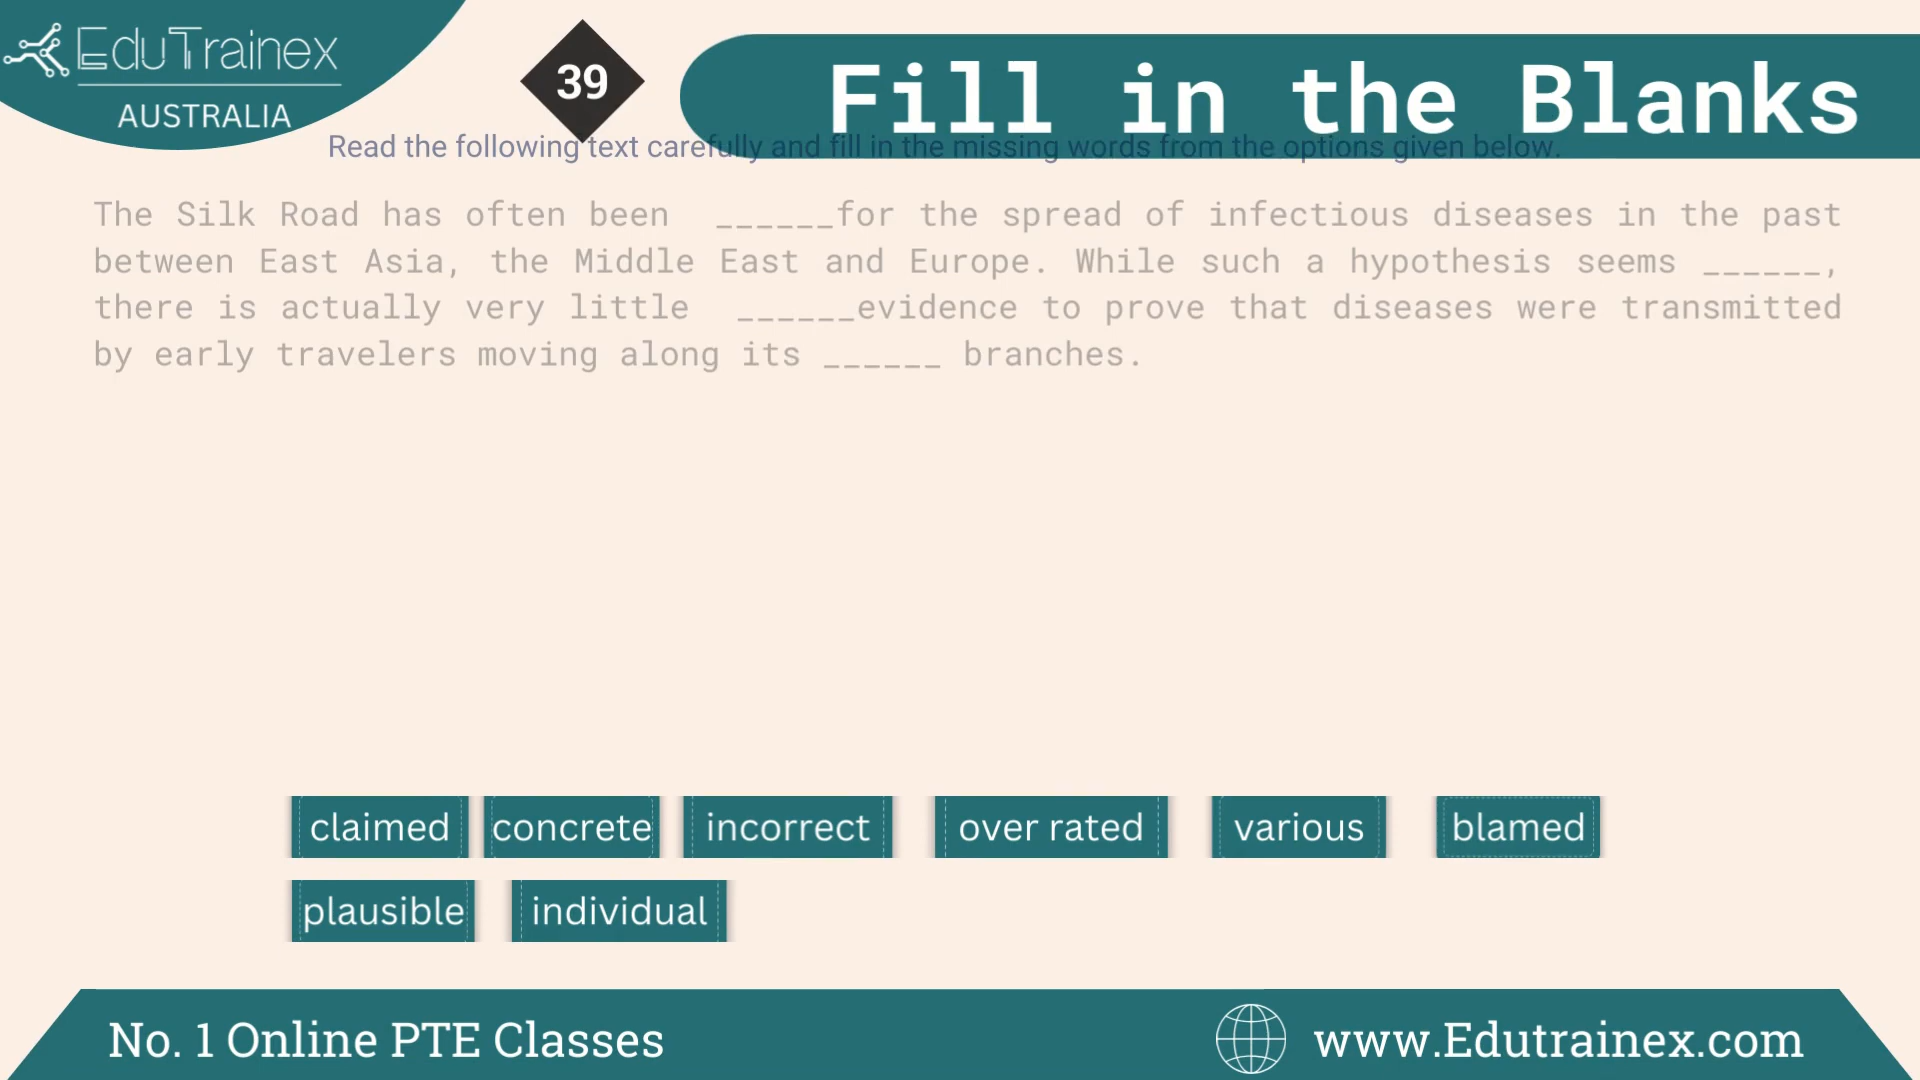 EduTrainex
AUSTRALIA
39
Fill in the Blanks
Read the following text carefully and fill in the missing words from the options given below.
The Silk Road has often been ______for the spread of infectious diseases in the past
between East Asia, the Middle East and Europe. While such a hypothesis seems ______,
there is actually very little ______evidence to prove that diseases were transmitted
by early travelers moving along its ______ branches.
claimed concrete incorrect over rated various blamed
plausible individual
No. 1 Online PTE Classes
www.Edutrainex.com